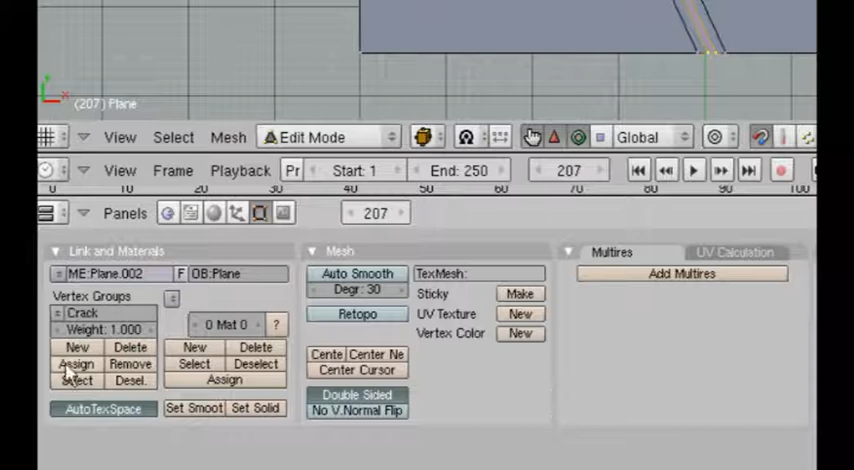 (207) Plane
View Select Mesh Edit Mode Global
View Frame Playback Pr Start: 1 End: 250 207
0 10 20 30 40 50 60 70 80 90 100
Panels 207
Link and Materials Mesh Multires UV Calculation
ME:Plane.002 F OB:Plane Auto Smooth TexMesh: Add Multires
Degr: 30
Vertex Groups Sticky Make
Crack Retopo UV Texture New
Weight: 1.000 0 Mat 0 ? Vertex Color New
New Delete New Delete Cente Center Ne
Assign Remove Select Deselect Center Cursor
Select Desel. Assign
Double Sided
AutoTexSpace Set Smoot Set Solid No V.Normal Flip